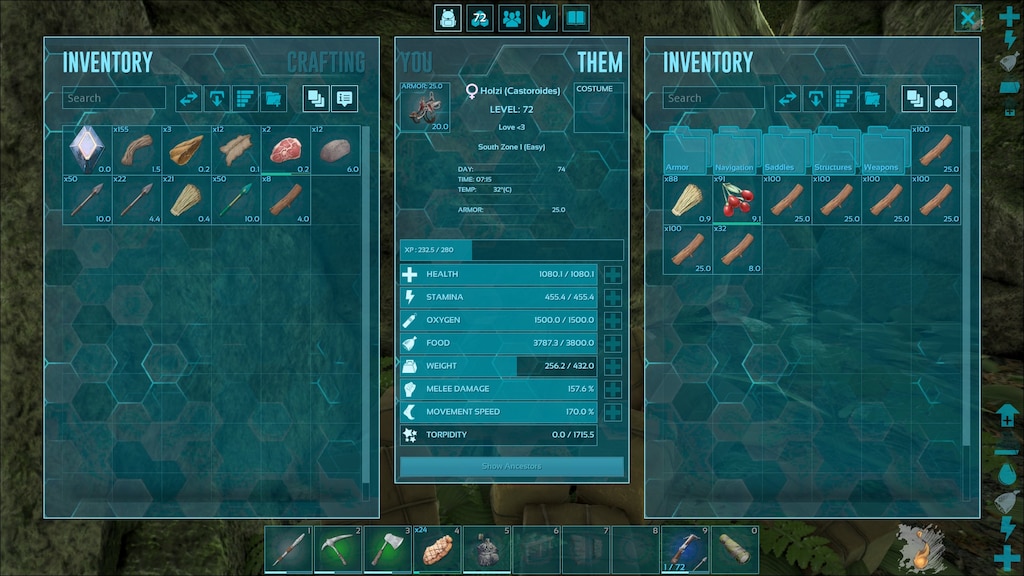 72
INVENTORY
CRAFTING
Search
0.0
x155
1.5
x3
0.2
x12
0.1
x2
0.2
x12
6.0
x50
10.0
x22
4.4
x21
0.4
x50
10.0
x8
4.0
YOU
THEM
ARMOR: 25.0
20.0
Holzi (Castoroides)
LEVEL: 72
Love <3
South Zone 1 (Easy)
COSTUME
DAY: 74
TIME: 07:15
TEMP: 32°(C)
ARMOR: 25.0
XP : 232.5 / 280
HEALTH 1080.1 / 1080.1
STAMINA 455.4 / 455.4
OXYGEN 1500.0 / 1500.0
FOOD 3787.3 / 3800.0
WEIGHT 256.2 / 432.0
MELEE DAMAGE 157.6 %
MOVEMENT SPEED 170.0 %
TORPIDITY 0.0 / 1715.5
Show Ancestors
INVENTORY
Search
Armor
Navigation
Saddles
Structures
Weapons
x100
25.0
x88
0.9
x91
9.1
x100
25.0
x100
25.0
x100
25.0
x100
25.0
x100
25.0
x32
8.0
1
2
3
x24
4
5
6
7
8
9
1 / 72
0